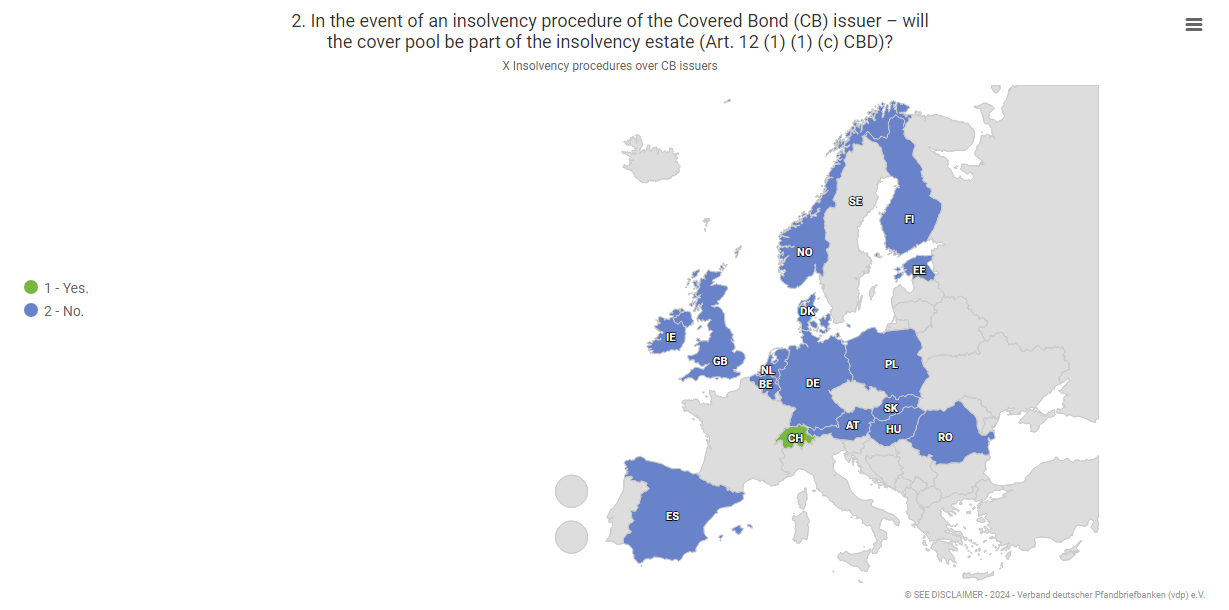 2. In the event of an insolvency procedure of the Covered Bond (CB) issuer – will
the cover pool be part of the insolvency estate (Art. 12 (1) (1) (c) CBD)?
X Insolvency procedures over CB issuers
1 - Yes.
2 - No.
SE
FI
NO
EE
DK
IE
GB
NL
BE
DE
PL
SK
AT
HU
CH
RO
ES
© SEE DISCLAIMER - 2024 - Verband deutscher Pfandbriefbanken (vdp) e.V.